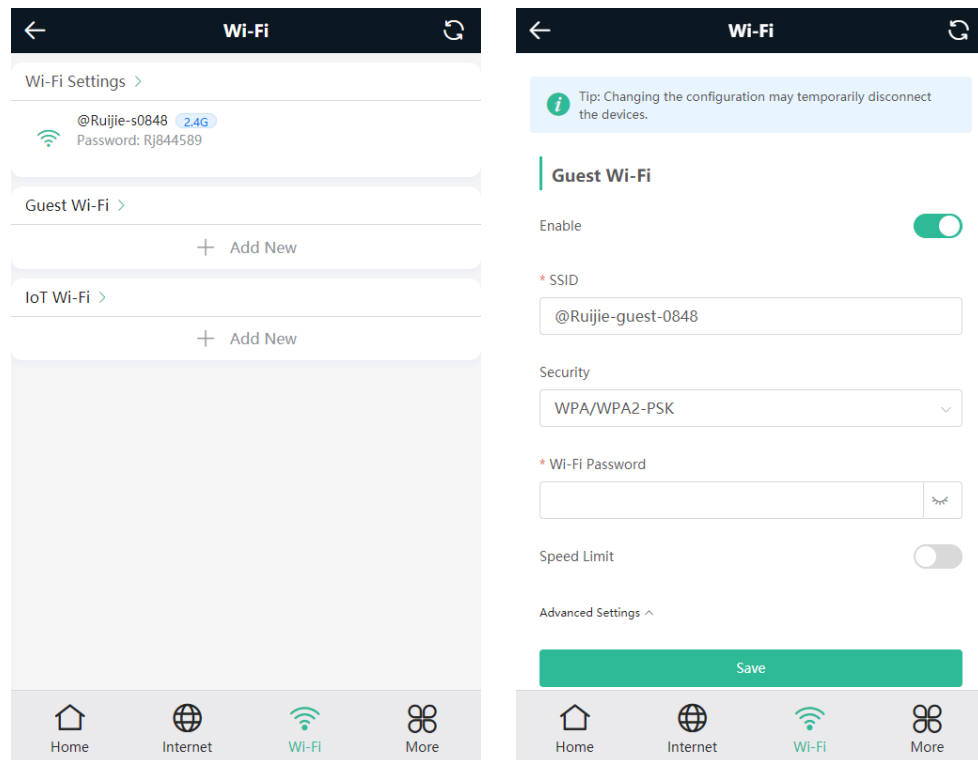 Wi-Fi
Wi-Fi Settings
@Ruijie-s0848 2.4G
Password: Rj844589
Guest Wi-Fi
Add New
IoT Wi-Fi
Add New
Home Internet Wi-Fi More
Wi-Fi
Tip: Changing the configuration may temporarily disconnect
the devices.
Guest Wi-Fi
Enable
* SSID
@Ruijie-guest-0848
Security
WPA/WPA2-PSK
* Wi-Fi Password
Speed Limit
Advanced Settings
Save
Home Internet Wi-Fi More